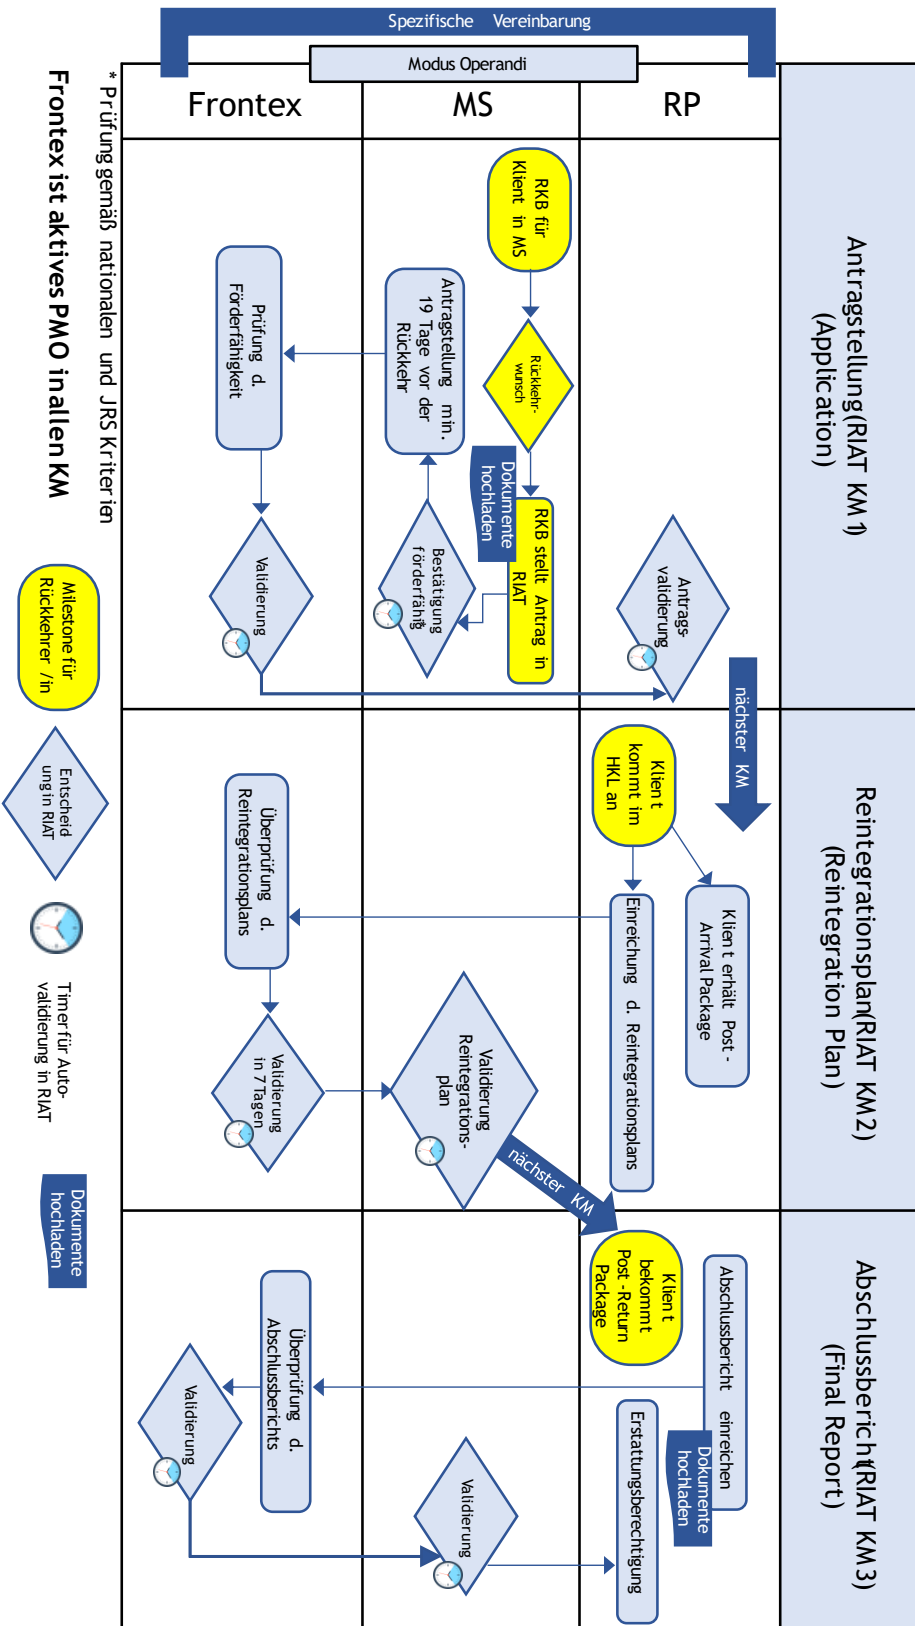 Spezifische Vereinbarung
Modus Operandi
Frontex
MS
RP
Antragstellung(RIAT KM 1)
(Application)
RKB für
Klient in MS
Rückkehr-
wunsch
Dokumente
hochladen
RKB stellt Antrag in
RIAT
Bestätigung
förderfähig*
Antragstellung min.
19 Tage vor der
Rückkehr
Prüfung d.
Förderfähigkeit
Validierung
Antrags-
validierung
nächster KM
Reintegrationsplan(RIAT KM2)
(Reintegration Plan)
Klient
kommt im
HKL an
Klient erhält Post-
Arrival Package
Einreichung d. Reintegrationsplans
Überprüfung d.
Reintegrationsplans
Validierung
in 7 Tagen
Validierung
Reintegrations-
plan
nächster KM
Abschlussbericht(RIAT KM3)
(Final Report)
Klient
bekommt
Post-Return
Package
Abschlussbericht einreichen
Dokumente
hochladen
Überprüfung d.
Abschlussberichts
Validierung
Validierung
Erstattungsberechtigung
* Prüfung gemäß nationalen und JRS Kriterien
Frontex ist aktives PMO in allen KM
Milestone für
Rückkehrer/in
Entscheid
ung in RIAT
Timer für Auto-
validierung in RIAT
Dokumente
hochladen